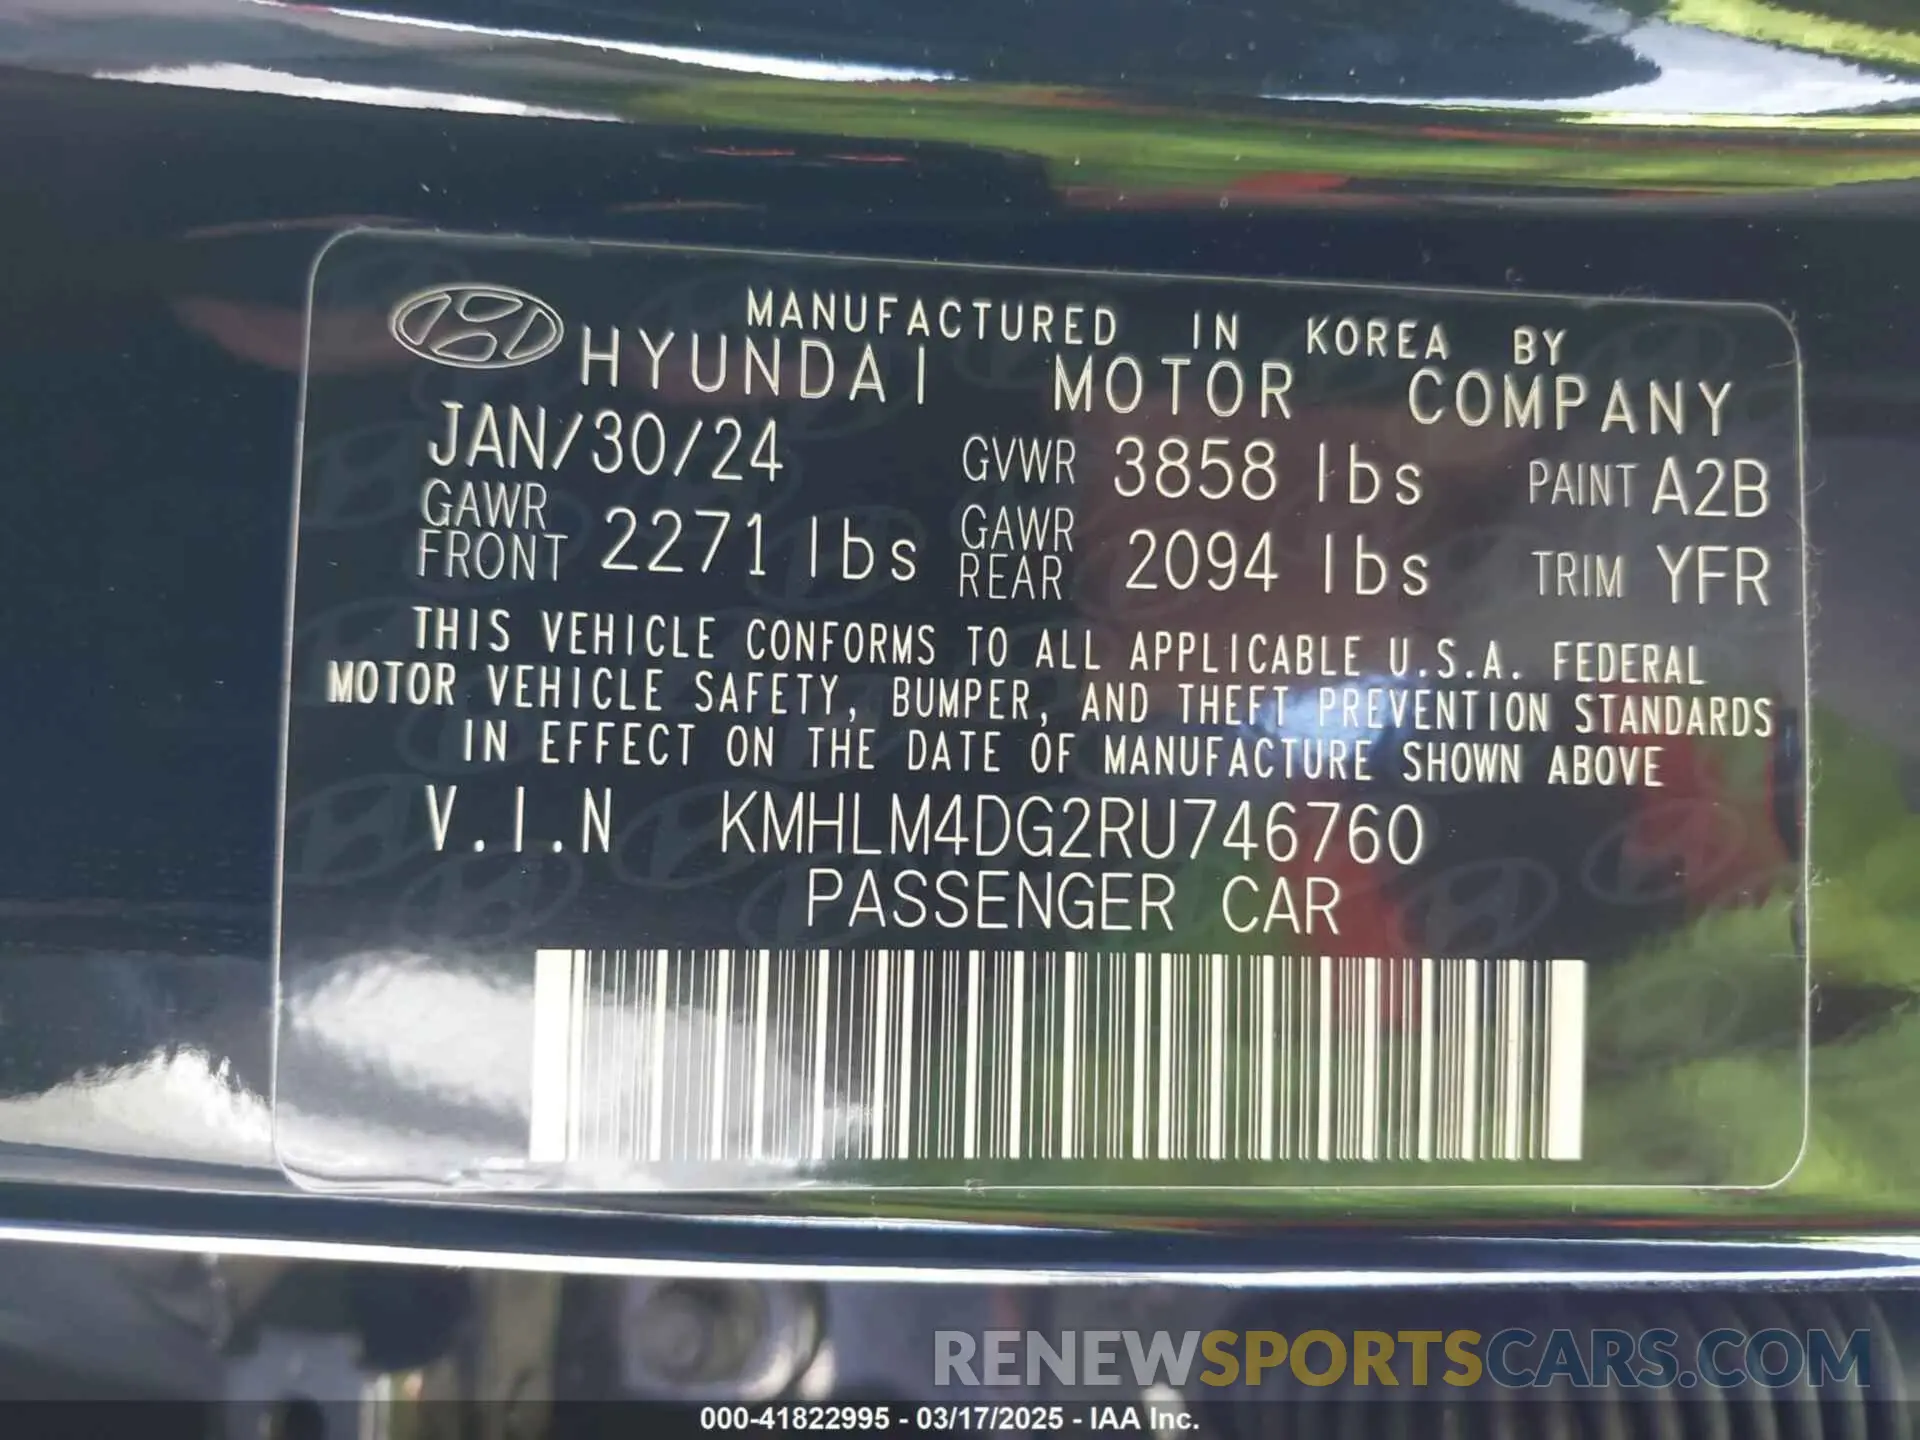 MANUFACTURED IN KOREA BY
HYUNDAI MOTOR COMPANY
JAN/30/24 GVWR 3858 lbs PAINT A2B
GAWR FRONT 2271 lbs GAWR REAR 2094 lbs TRIM YFR
THIS VEHICLE CONFORMS TO ALL APPLICABLE U.S.A. FEDERAL
MOTOR VEHICLE SAFETY, BUMPER, AND THEFT PREVENTION STANDARDS
IN EFFECT ON THE DATE OF MANUFACTURE SHOWN ABOVE
V.I.N KMHLM4DG2RU746760
PASSENGER CAR
RENEWSPORTSCARS.COM
000-41822995 - 03/17/2025 - IAA Inc.